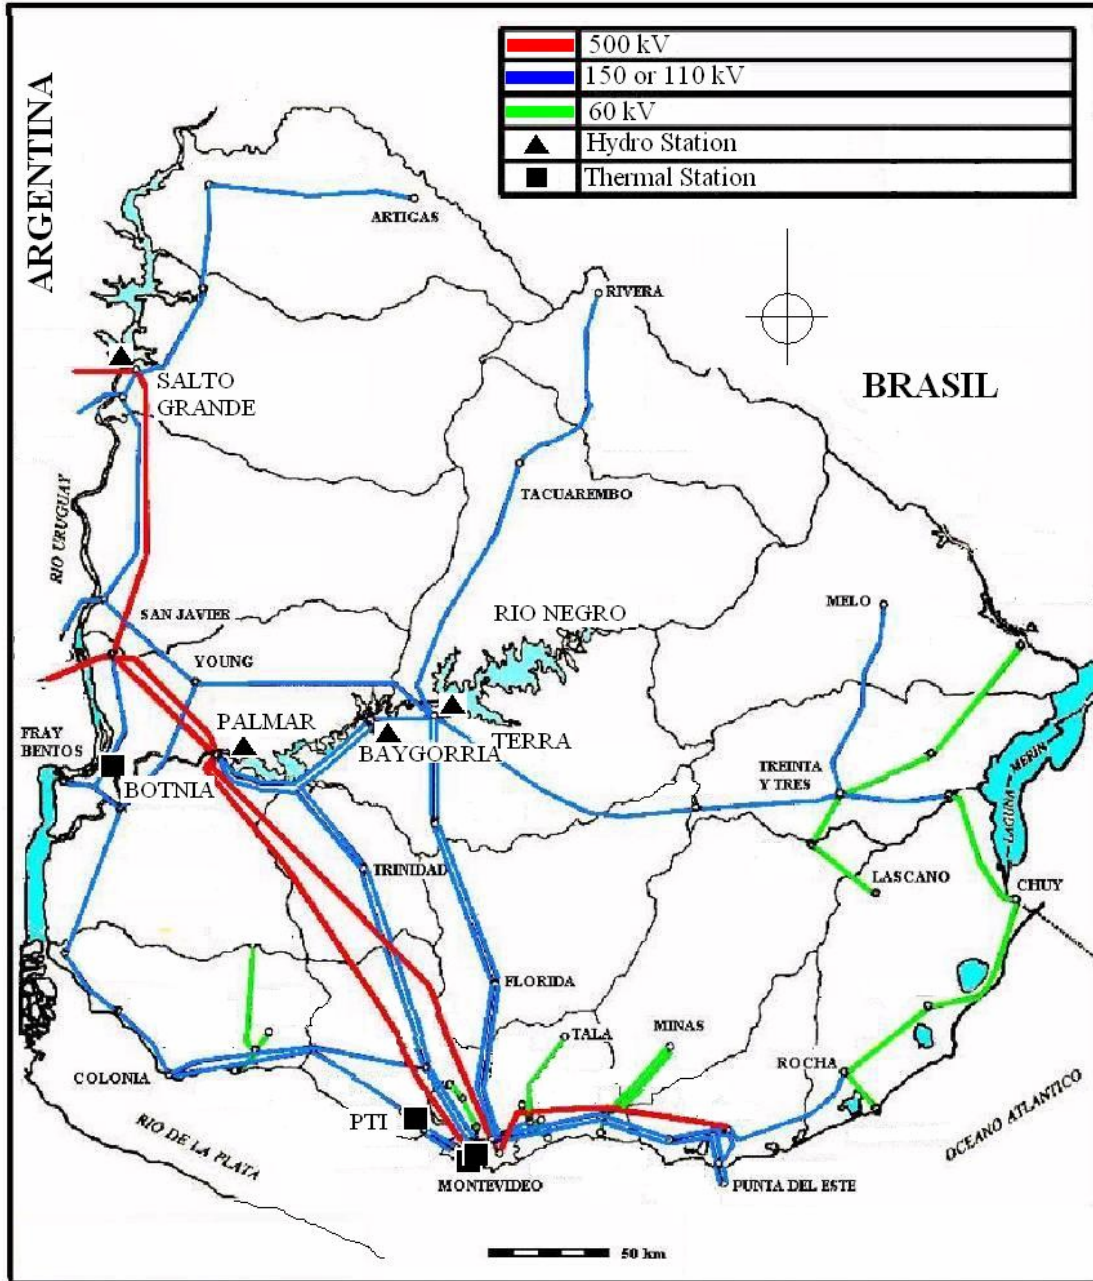 500 kV
150 or 110 kV
60 kV
Hydro Station
Thermal Station
ARGENTINA
ARTIGAS
RIVERA
SALTO
GRANDE
BRASIL
RIO URUGUAY
TACUAREMBO
SAN JAVIER
RIO NEGRO
MELO
YOUNG
PALMAR
FRAY
BENTOS
BAYGORRIA
TERRA
BOTNIA
TREINTA
Y TRES
LAGUNA MERIN
TRINIDAD
LASCANO
CHUY
FLORIDA
TALA
MINAS
COLONIA
ROCHA
PTI
RIO DE LA PLATA
OCEANO ATLANTICO
MONTEVIDEO
PUNTA DEL ESTE
50 km